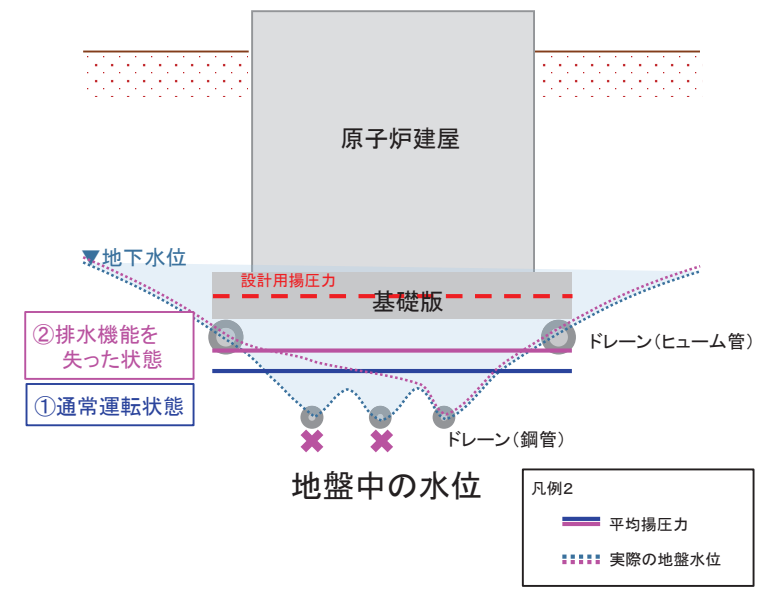 原子炉建屋
▼地下水位
設計用揚圧力
基礎版
②排水機能を
失った状態
ドレーン(ヒューム管)
①通常運転状態
ドレーン(鋼管)
地盤中の水位
凡例2
平均揚圧力
実際の地盤水位